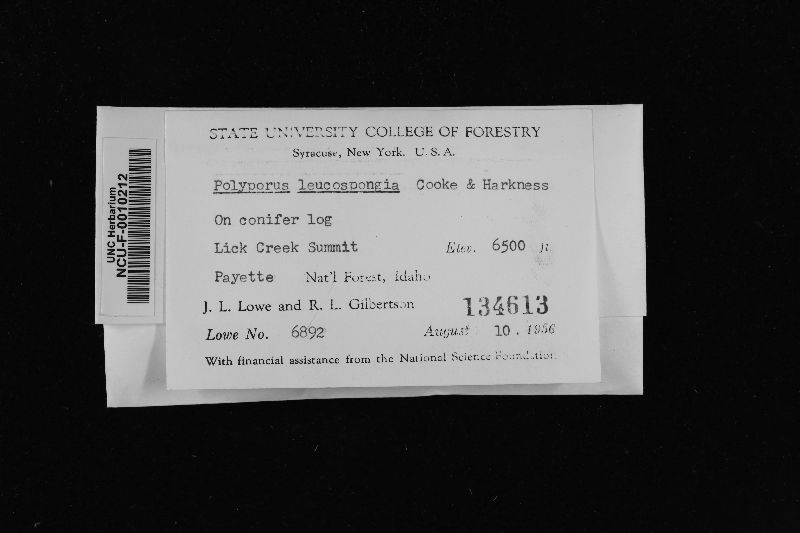 STATE UNIVERSITY COLLEGE OF FORESTRY
Syracuse, New York. U. S. A.
Polyporus leucospongia Cooke & Harkness
On conifer log
Lick Creek Summit Elev. 6500 ft.
Payette Nat'l Forest, Idaho
J. L. Lowe and R. L. Gilbertson 134613
Lowe No. 6892 August 10, 1956
With financial assistance from the National Science Foundation
UNC Herbarium
NCU-F-0010212